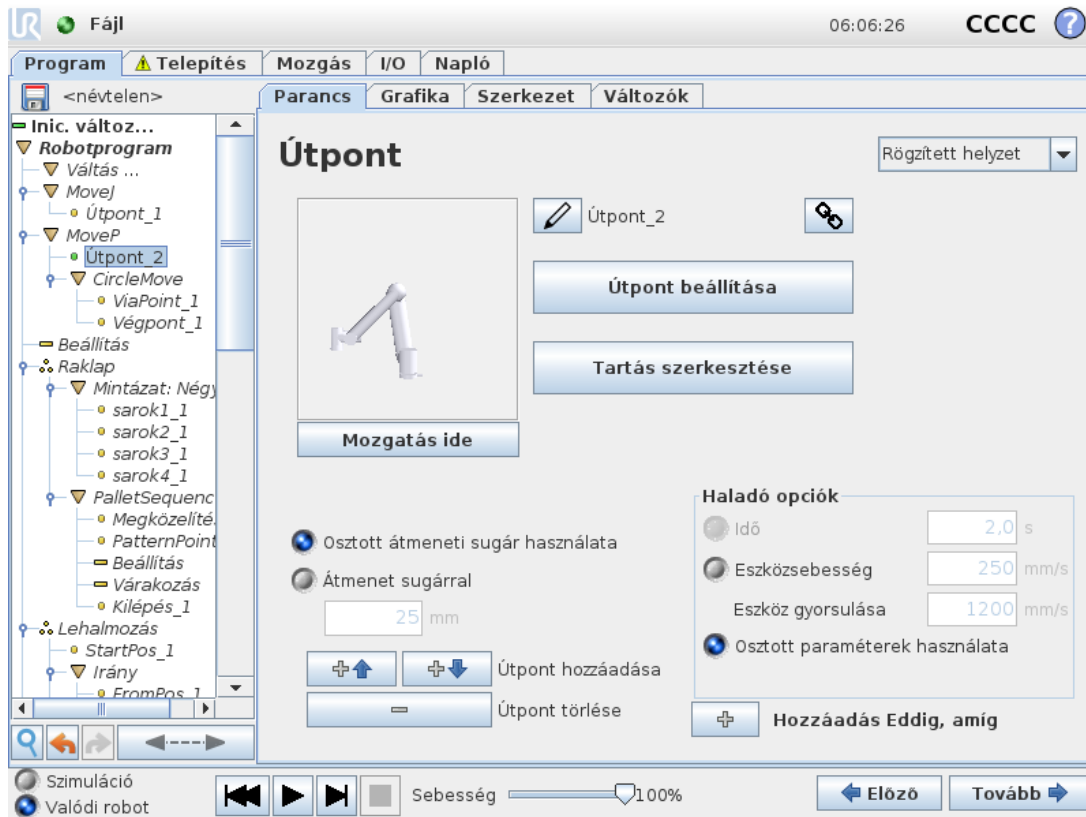 UR Fájl 06:06:26 CCCC ?
Program Telepítés Mozgás I/O Napló
<névtelen>
Parancs Grafika Szerkezet Változók
Inic. változ...
Robotprogram
Váltás ...
MoveJ
Útpont_1
MoveP
Útpont_2
CircleMove
ViaPoint_1
Végpont_1
Beállítás
Raklap
Mintázat: Négy
sarok1_1
sarok2_1
sarok3_1
sarok4_1
PalletSequenc
Megközelítés
PatternPoint
Beállítás
Várakozás
Kilépés_1
Lehalmozás
StartPos_1
Irány
FromPos_1
Útpont
Rögzített helyzet
Útpont_2
Útpont beállítása
Tartás szerkesztése
Mozgatás ide
Osztott átmeneti sugár használata
Átmenet sugárral
25 mm
Útpont hozzáadása
Útpont törlése
Haladó opciók
Idő 2,0 s
Eszközsebesség 250 mm/s
Eszköz gyorsulása 1200 mm/s
Osztott paraméterek használata
Hozzáadás Eddig, amíg
Szimuláció
Valódi robot
Sebesség 100%
Előző
Tovább